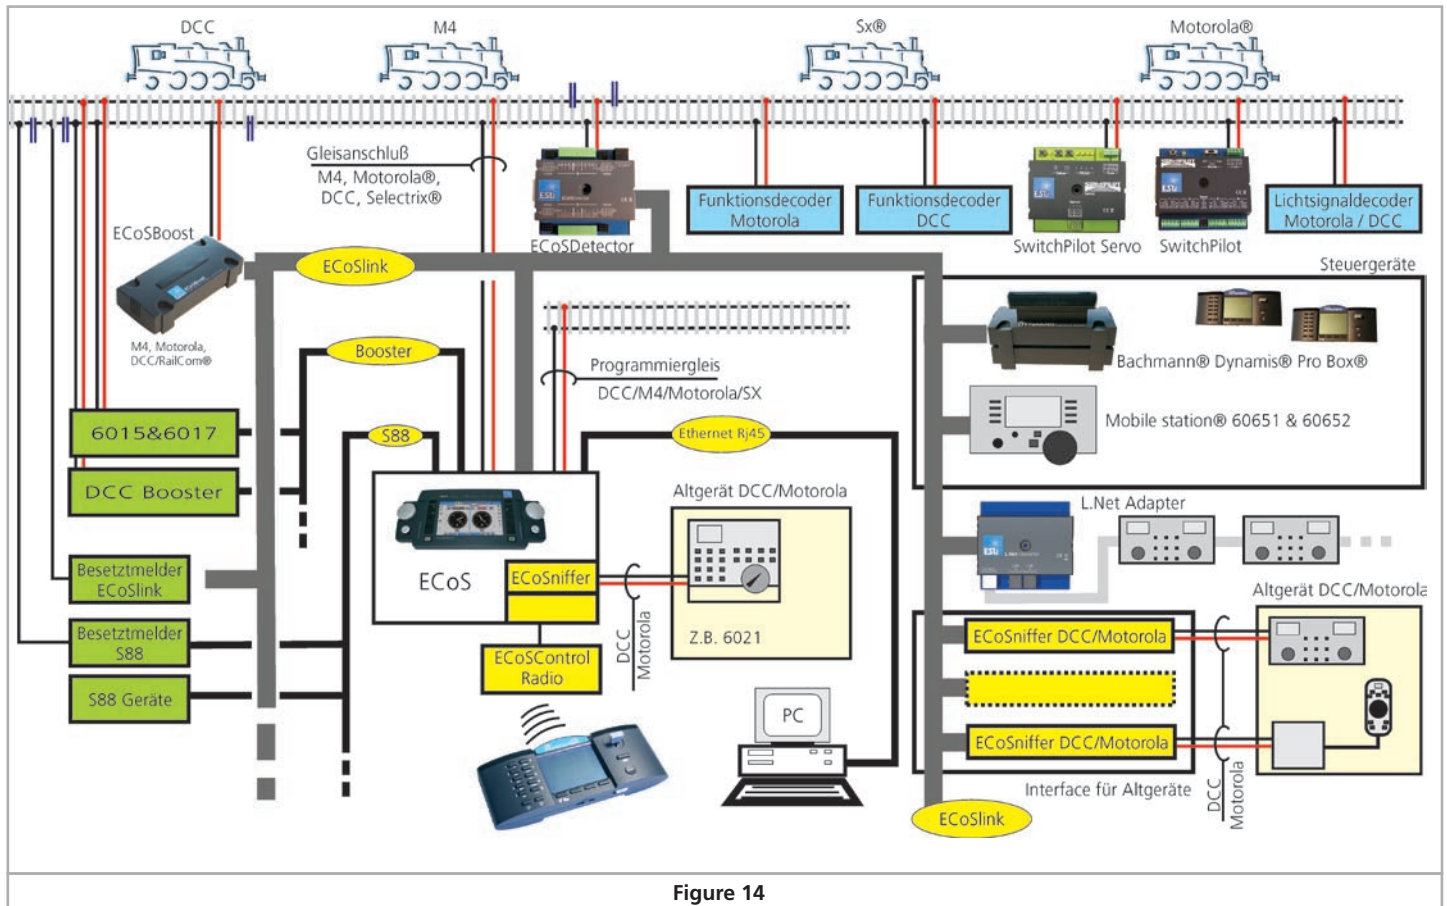 DCC
M4
Sx®
Motorola®
Gleisanschluß
M4, Motorola®,
DCC, Selectrix®
ECoSBoost
M4, Motorola,
DCC/RailCom®
ECoSlink
ESU
ECoSDetector
Funktionsdecoder
Motorola
Funktionsdecoder
DCC
ESU
SwitchPilot Servo
ESU
SwitchPilot
Lichtsignaldecoder
Motorola / DCC
Steuergeräte
Bachmann® Dynamis® Pro Box®
Mobile station® 60651 & 60652
Booster
Programmiergleis
DCC/M4/Motorola/SX
S88
Ethernet Rj45
6015&6017
DCC Booster
Besetztmelder
ECoSlink
Besetztmelder
S88
S88 Geräte
ECoS
ECoSniffer
ECoSControl
Radio
DCC
Motorola
Altgerät DCC/Motorola
Z.B. 6021
PC
L.Net Adapter
ESU
Altgerät DCC/Motorola
ECoSniffer DCC/Motorola
ECoSniffer DCC/Motorola
Interface für Altgeräte
DCC
Motorola
ECoSlink
Figure 14